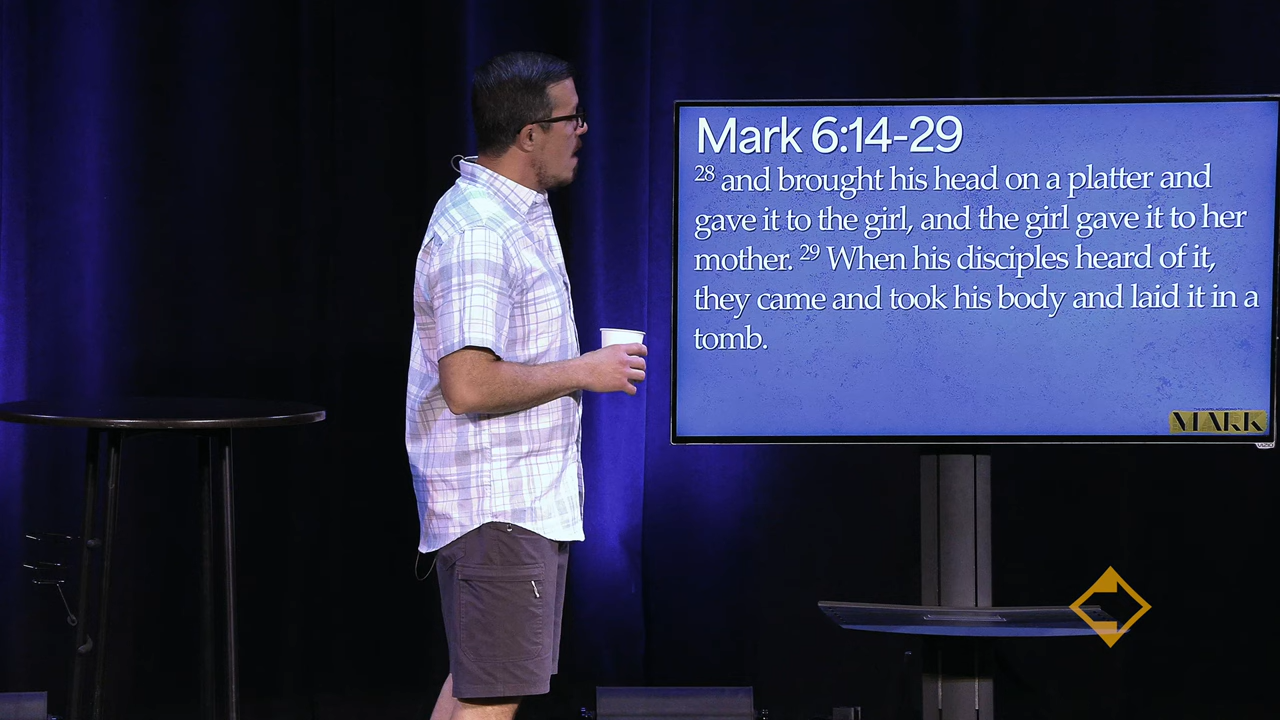 Mark 6:14-29
28 and brought his head on a platter and
gave it to the girl, and the girl gave it to her
mother. 29 When his disciples heard of it,
they came and took his body and laid it in a
tomb.
MARK
VIZIO